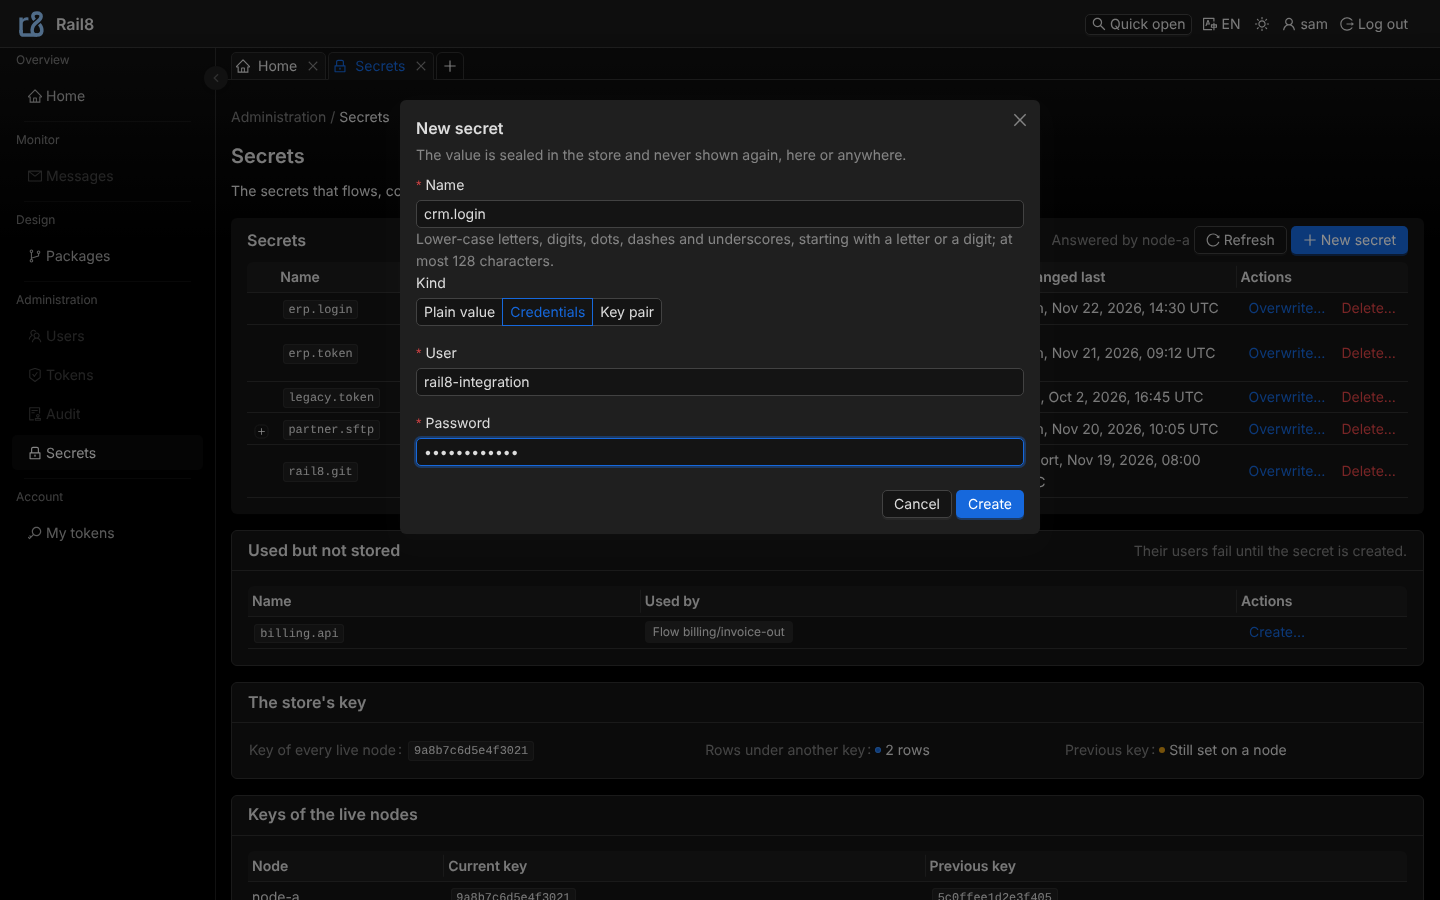 Rail8
Quick open
EN
sam
Log out
Overview
Home
Monitor
Messages
Design
Packages
Administration
Users
Tokens
Audit
Secrets
Account
My tokens
Home
Secrets
Administration / Secrets
Secrets
The secrets that flows, co
Secrets
Answered by node-a
Refresh
New secret
Name
anged last
Actions
erp.login
n, Nov 22, 2026, 14:30 UTC
Overwrite...
Delete...
erp.token
n, Nov 21, 2026, 09:12 UTC
Overwrite...
Delete...
legacy.token
, Oct 2, 2026, 16:45 UTC
Overwrite...
Delete...
partner.sftp
n, Nov 20, 2026, 10:05 UTC
Overwrite...
Delete...
rail8.git
ort, Nov 19, 2026, 08:00
C
Overwrite...
Delete...
New secret
The value is sealed in the store and never shown again, here or anywhere.
* Name
crm.login
Lower-case letters, digits, dots, dashes and underscores, starting with a letter or a digit; at
most 128 characters.
Kind
Plain value
Credentials
Key pair
* User
rail8-integration
* Password
••••••••••••
Cancel
Create
Used but not stored
Their users fail until the secret is created.
Name
Used by
Actions
billing.api
Flow billing/invoice-out
Create...
The store's key
Key of every live node: 9a8b7c6d5e4f3021
Rows under another key: 2 rows
Previous key: Still set on a node
Keys of the live nodes
Node
Current key
Previous key
node-a
9a8b7c6d5e4f3021
5c0ffee1d2e3f405